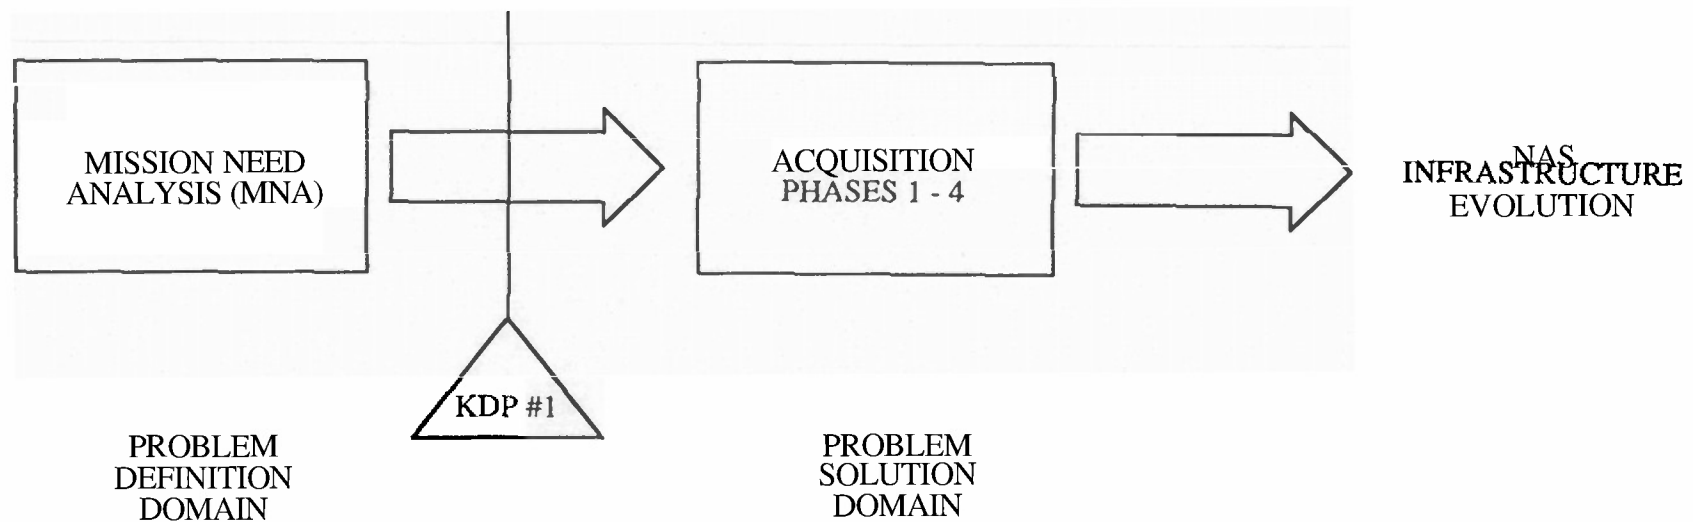 MISSION NEED
ANALYSIS (MNA)
ACQUISITION
PHASES 1 - 4
NAS
INFRASTRUCTURE
EVOLUTION
KDP #1
PROBLEM
DEFINITION
DOMAIN
PROBLEM
SOLUTION
DOMAIN